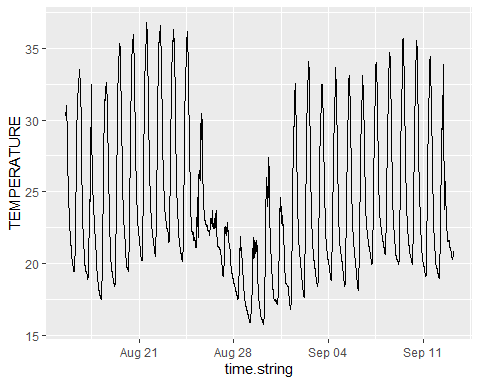 TEMPERATURE
35
30
25
20
15
Aug 21
Aug 28
Sep 04
Sep 11
time.string